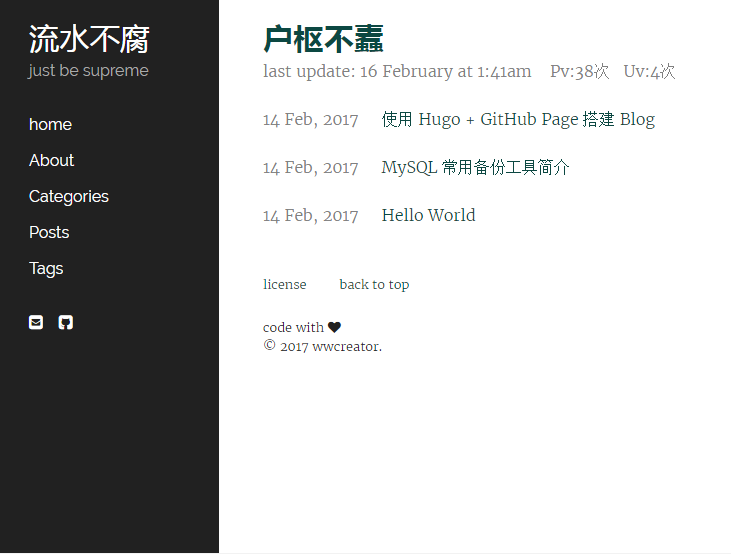 流水不腐
just be supreme
home
About
Categories
Posts
Tags
户枢不蠹
last update: 16 February at 1:41am Pv:38次 Uv:4次
14 Feb, 2017 使用 Hugo + GitHub Page 搭建 Blog
14 Feb, 2017 MySQL 常用备份工具简介
14 Feb, 2017 Hello World
license back to top
code with ♥
© 2017 wwcreator.